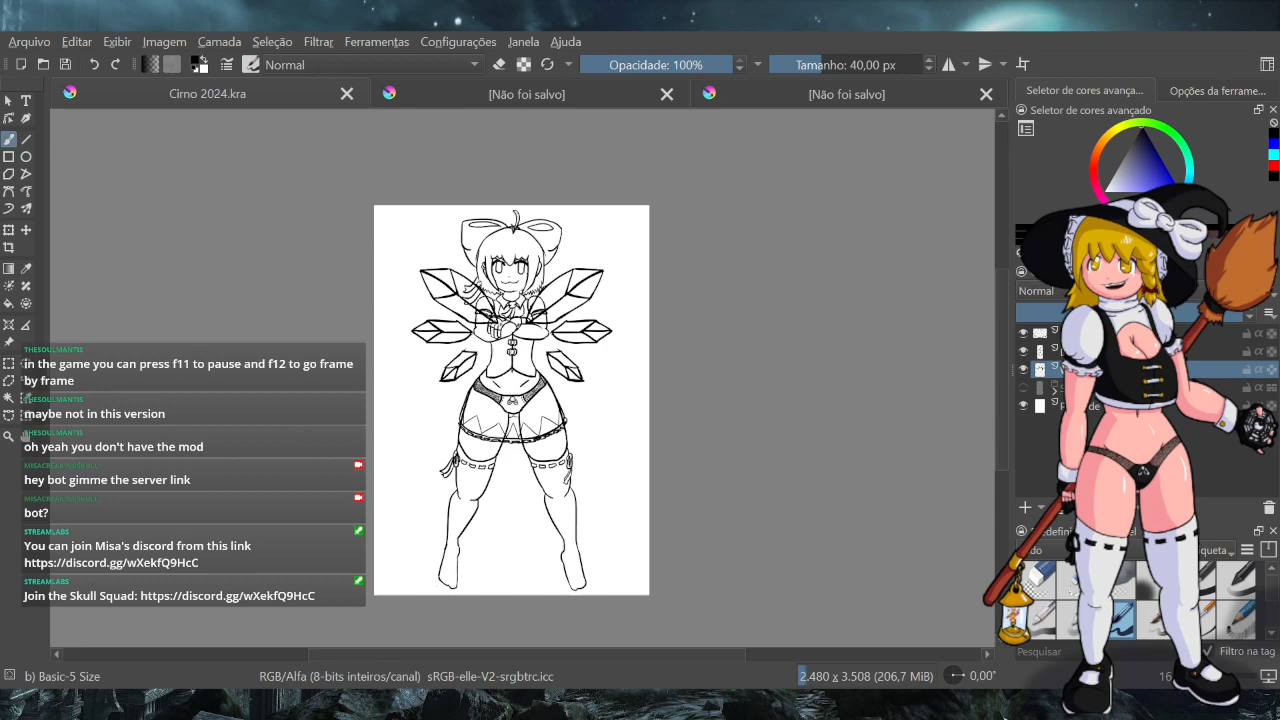 Arquivo Editar Exibir Imagem Camada Seleção Filtrar Ferramentas Configurações Janela Ajuda
Normal Opacidade: 100% Tamanho: 40,00 px
Cirno 2024.kra [Não foi salvo] [Não foi salvo]
Seletor de cores avança... Opções da ferrame...
Seletor de cores avançado
Normal
THESOULMANTIS
in the game you can press f11 to pause and f12 to go frame
by frame
THESOULMANTIS
maybe not in this version
THESOULMANTIS
oh yeah you don't have the mod
hey bot gimme the server link
bot?
STREAMLABS
You can join Misa's discord from this link
https://discord.gg/wXekfQ9HcC
STREAMLABS
Join the Skull Squad: https://discord.gg/wXekfQ9HcC
Pesquisar Filtro na tag
b) Basic-5 Size RGB/Alfa (8-bits inteiros/canal) sRGB-elle-V2-srgbtrc.icc 2.480 x 3.508 (206,7 MiB) 0,00°